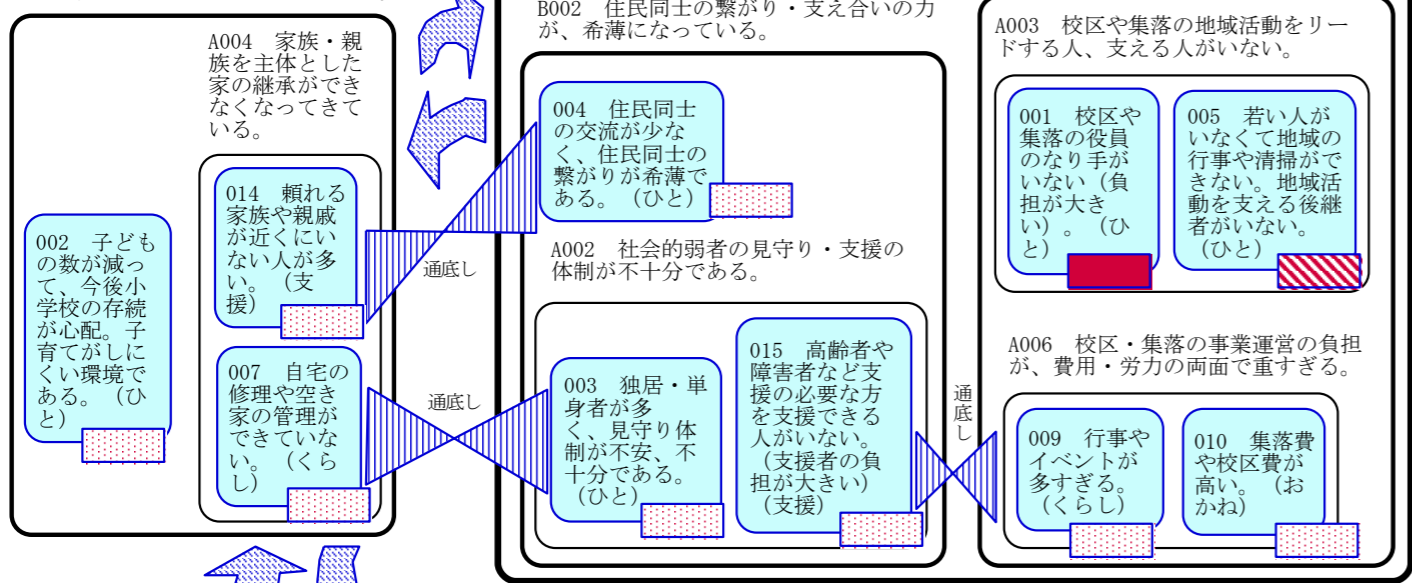 A004　家族・親
族を主体とした
家の継承ができ
なくなってきて
いる。
014　頼れる
家族や親戚
が近くにい
ない人が多
い。（支
援）
002　子ども
の数が減っ
て、今後小
学校の存続
が心配。子
育てがしに
くい環境で
ある。（ひ
と）
007　自宅の
修理や空き
家の管理が
できていな
い。（くら
し）
通底し
通底し
B002　住民同士の繋がり・支え合いの力
が、希薄になっている。
004　住民同士
の交流が少な
く、住民同士の
繋がりが希薄で
ある。（ひと）
A002　社会的弱者の見守り・支援の
体制が不十分である。
003　独居・単
身者が多
く、見守り体
制が不安、不
十分である。
（ひと）
015　高齢者や
障害者など支
援の必要な方
を支援できる
人がいない。
（支援者の負
担が大きい）
（支援）
通底し
A003　校区や集落の地域活動をリー
ドする人、支える人がいない。
001　校区や
集落の役員
のなり手が
いない（負
担が大き
い）。（ひ
と）
005　若い人が
いなくて地域の
行事や清掃がで
きない。地域活
動を支える後継
者がいない。
（ひと）
A006　校区・集落の事業運営の負担
が、費用・労力の両面で重すぎる。
009　行事や
イベントが
多すぎる。
（くらし）
010　集落費
や校区費が
高い。（お
かね）